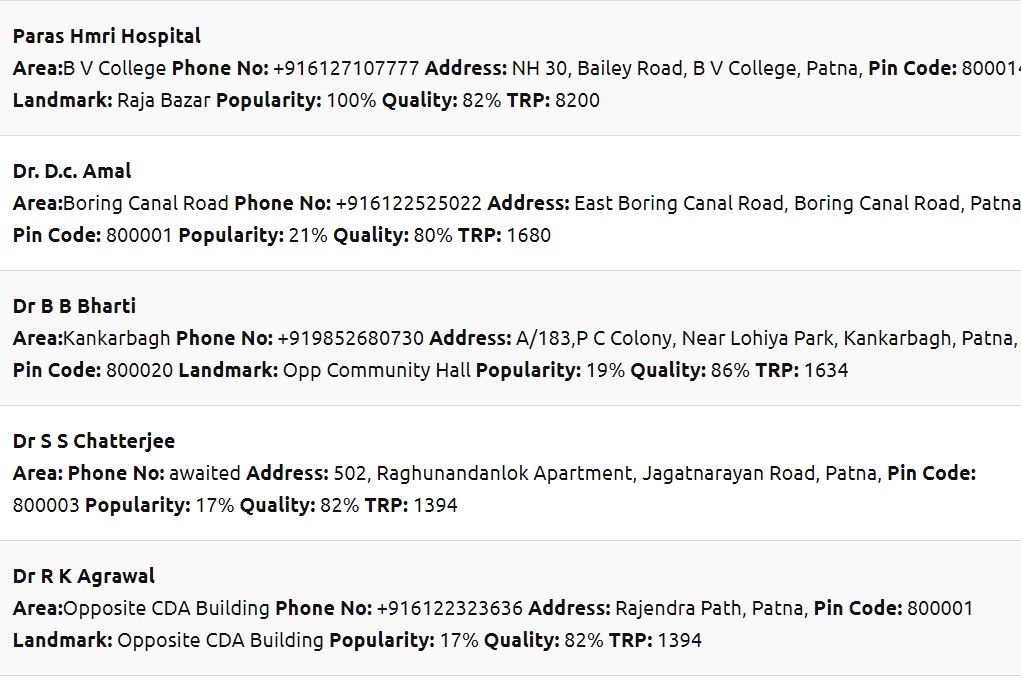 Paras Hmri Hospital
Area:B V College Phone No: +916127107777 Address: NH 30, Bailey Road, B V College, Patna, Pin Code: 800014
Landmark: Raja Bazar Popularity: 100% Quality: 82% TRP: 8200
Dr. D.c. Amal
Area:Boring Canal Road Phone No: +916122525022 Address: East Boring Canal Road, Boring Canal Road, Patna
Pin Code: 800001 Popularity: 21% Quality: 80% TRP: 1680
Dr B B Bharti
Area:Kankarbagh Phone No: +919852680730 Address: A/183,P C Colony, Near Lohiya Park, Kankarbagh, Patna,
Pin Code: 800020 Landmark: Opp Community Hall Popularity: 19% Quality: 86% TRP: 1634
Dr S S Chatterjee
Area: Phone No: awaited Address: 502, Raghunandanlok Apartment, Jagatnarayan Road, Patna, Pin Code:
800003 Popularity: 17% Quality: 82% TRP: 1394
Dr R K Agrawal
Area:Opposite CDA Building Phone No: +916122323636 Address: Rajendra Path, Patna, Pin Code: 800001
Landmark: Opposite CDA Building Popularity: 17% Quality: 82% TRP: 1394